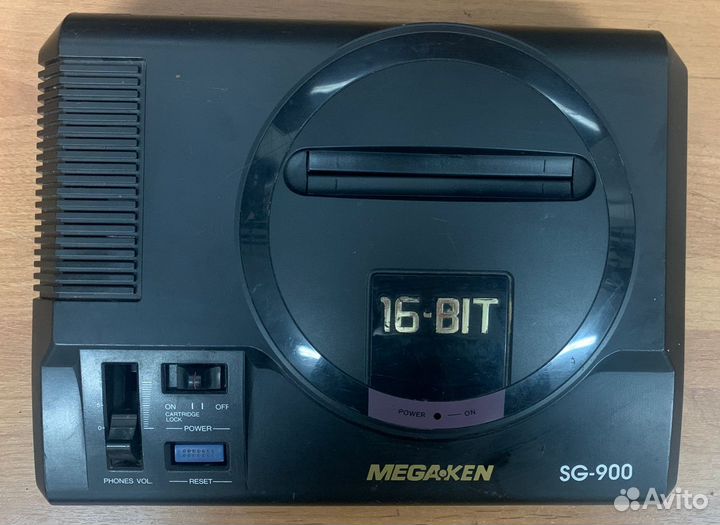 16-BIT
POWER ON
ON OFF
CARTRIDGE
LOCK
POWER
PHONES VOL.
RESET
MEGA-KEN
SG-900
Avito